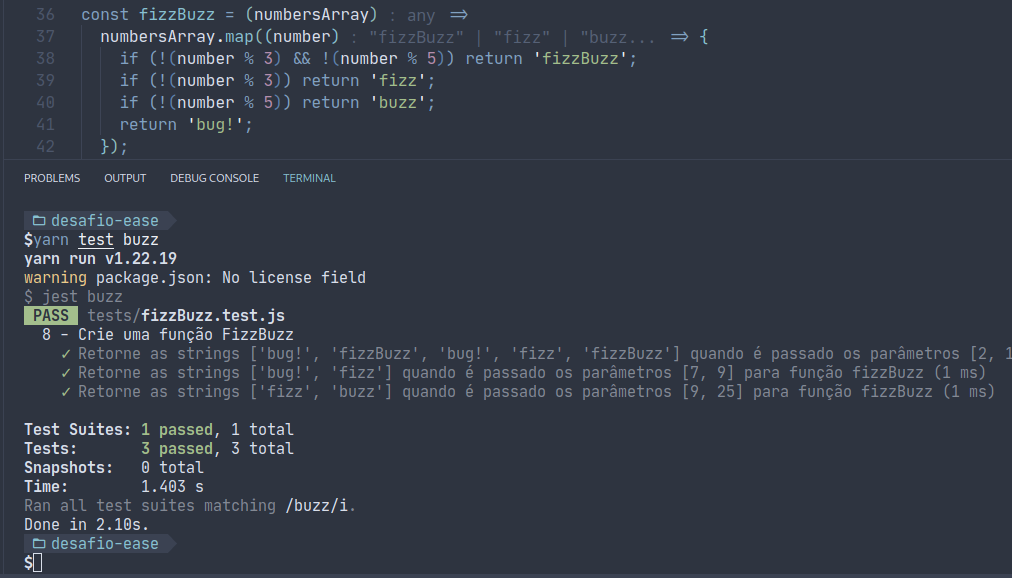 36 const fizzBuzz = (numbersArray) : any =>
37 numbersArray.map((number) : "fizzBuzz" | "fizz" | "buzz... => {
38 if (!(number % 3) && !(number % 5)) return 'fizzBuzz';
39 if (!(number % 3)) return 'fizz';
40 if (!(number % 5)) return 'buzz';
41 return 'bug!';
42 });
PROBLEMS OUTPUT DEBUG CONSOLE TERMINAL
desafio-ease
$yarn test buzz
yarn run v1.22.19
warning package.json: No license field
$ jest buzz
PASS tests/fizzBuzz.test.js
8 - Crie uma função FizzBuzz
✓ Retorne as strings ['bug!', 'fizzBuzz', 'bug!', 'fizz', 'fizzBuzz'] quando é passado os parâmetros [2, 1
✓ Retorne as strings ['bug!', 'fizz'] quando é passado os parâmetros [7, 9] para função fizzBuzz (1 ms)
✓ Retorne as strings ['fizz', 'buzz'] quando é passado os parâmetros [9, 25] para função fizzBuzz (1 ms)
Test Suites: 1 passed, 1 total
Tests: 3 passed, 3 total
Snapshots: 0 total
Time: 1.403 s
Ran all test suites matching /buzz/i.
Done in 2.10s.
desafio-ease
$